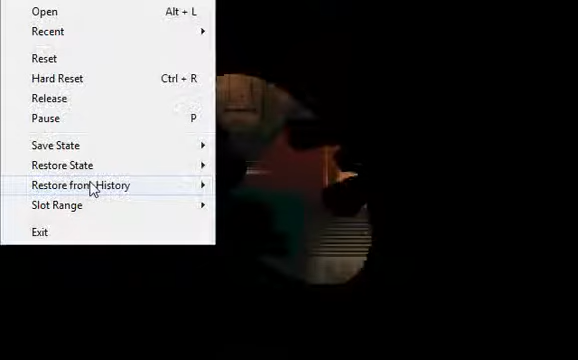 Open Alt + L
Recent
Reset
Hard Reset Ctrl + R
Release
Pause P
Save State
Restore State
Restore from History
Slot Range
Exit